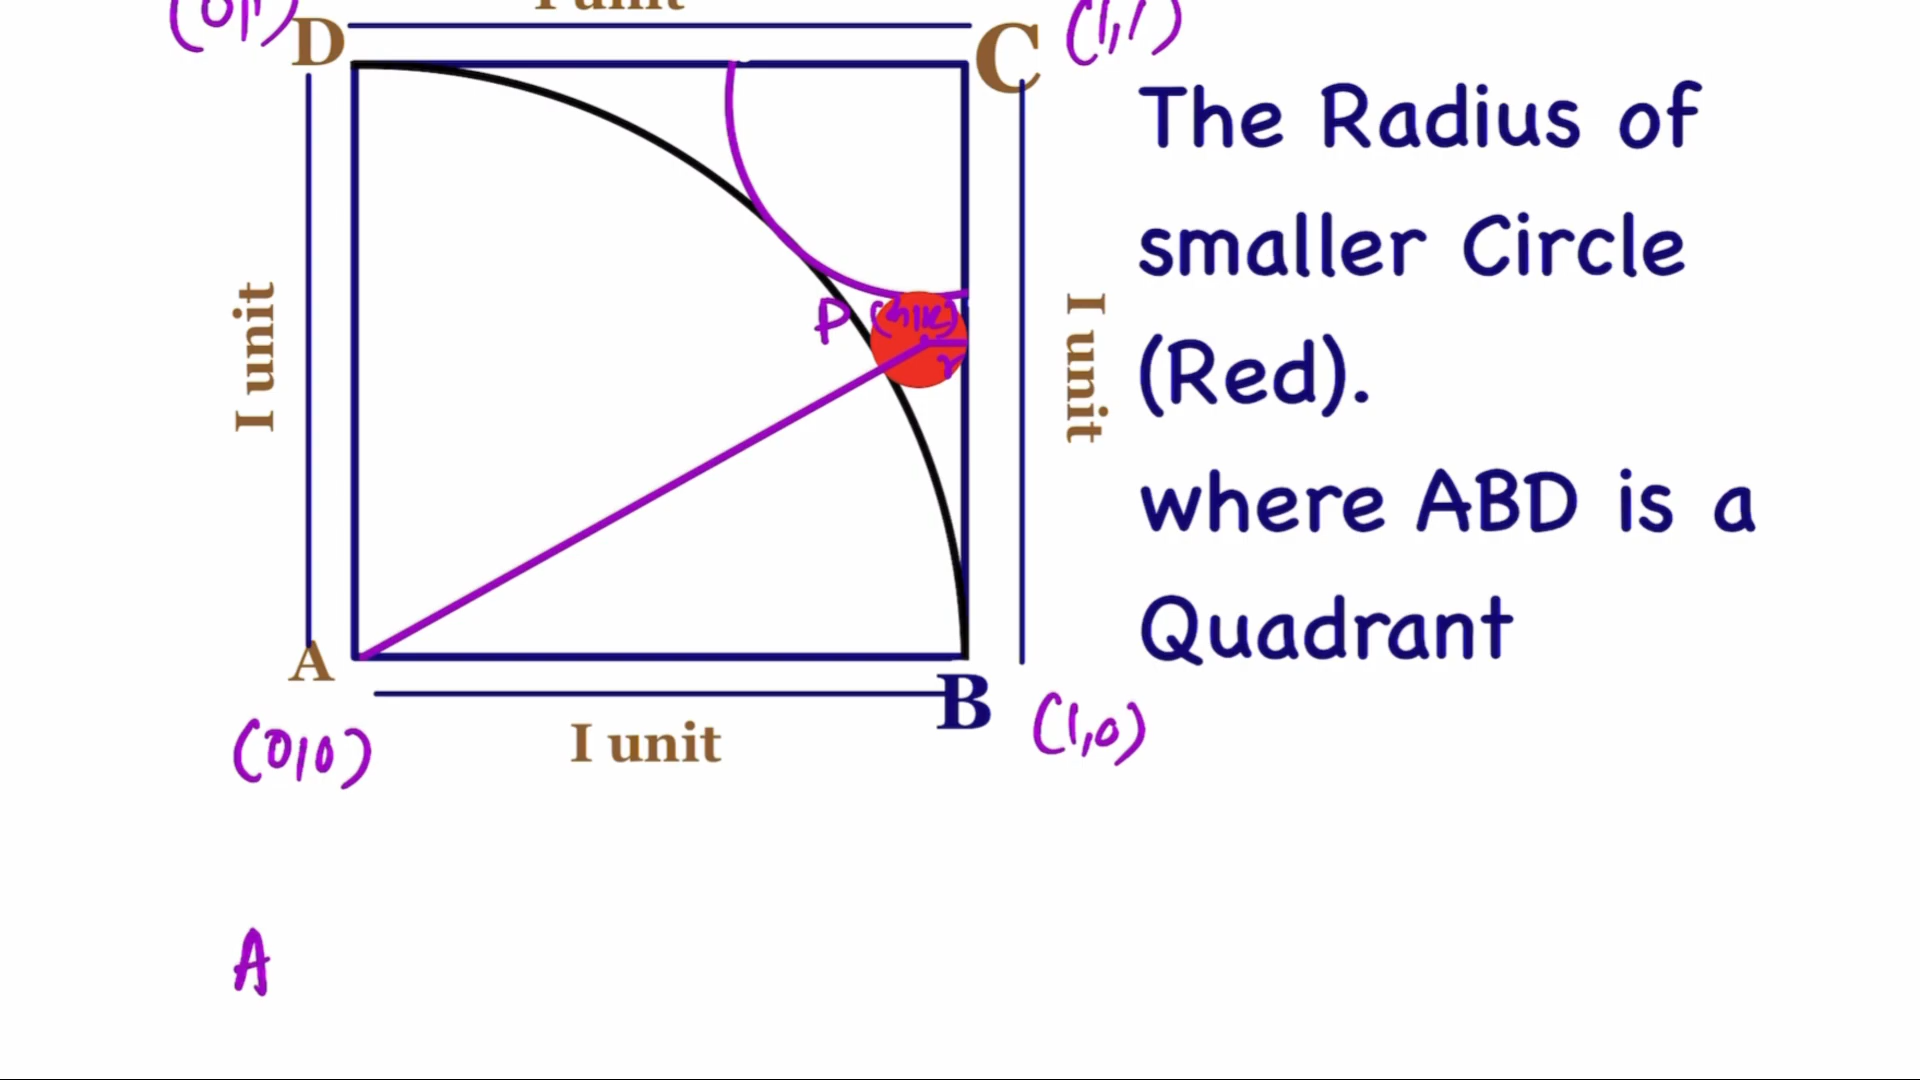 I unit
(0,1)
D
C
(1,1)
The Radius of
smaller Circle
(Red).
where ABD is a
Quadrant
I unit
I unit
P
(h,k)
r
A
B
I unit
(0,0)
(1,0)
A